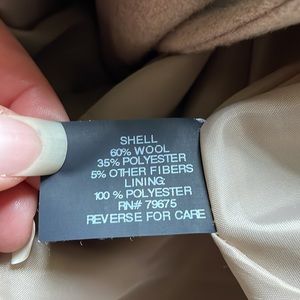 SHELL
60% WOOL
35% POLYESTER
5% OTHER FIBERS
LINING:
100 % POLYESTER
RN# 79675
REVERSE FOR CARE